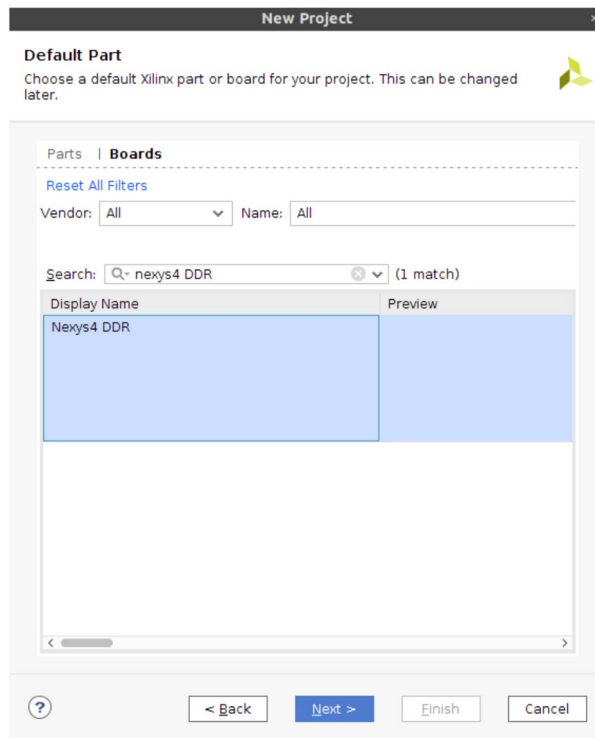 New Project
Default Part
Choose a default Xilinx part or board for your project. This can be changed
later.
Parts | Boards
Reset All Filters
Vendor: All Name: All
Search: nexys4 DDR (1 match)
Display Name Preview
Nexys4 DDR
? < Back Next > Finish Cancel